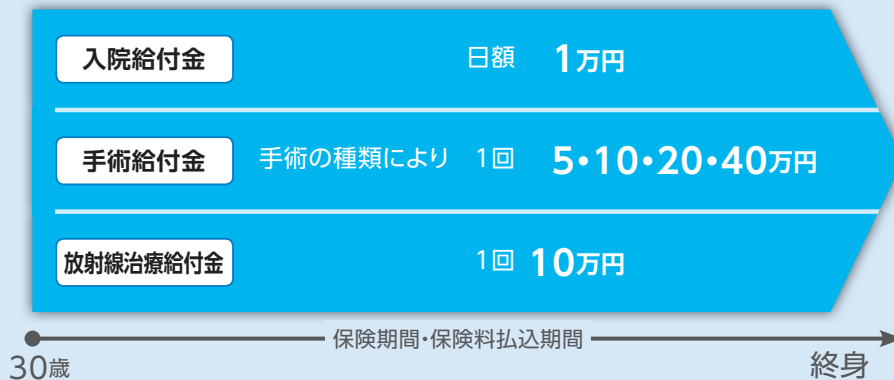 入院給付金 日額 1万円
手術給付金 手術の種類により 1回 5・10・20・40万円
放射線治療給付金 1回 10万円
保険期間・保険料払込期間
30歳 終身